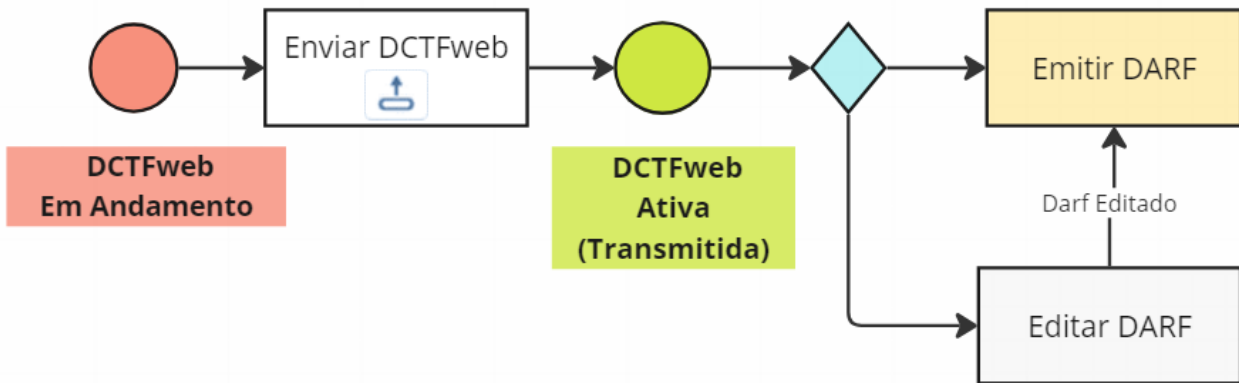 Enviar DCTFweb
Emitir DARF
DCTFweb
Em Andamento
DCTFweb
Ativa
(Transmitida)
Darf Editado
Editar DARF